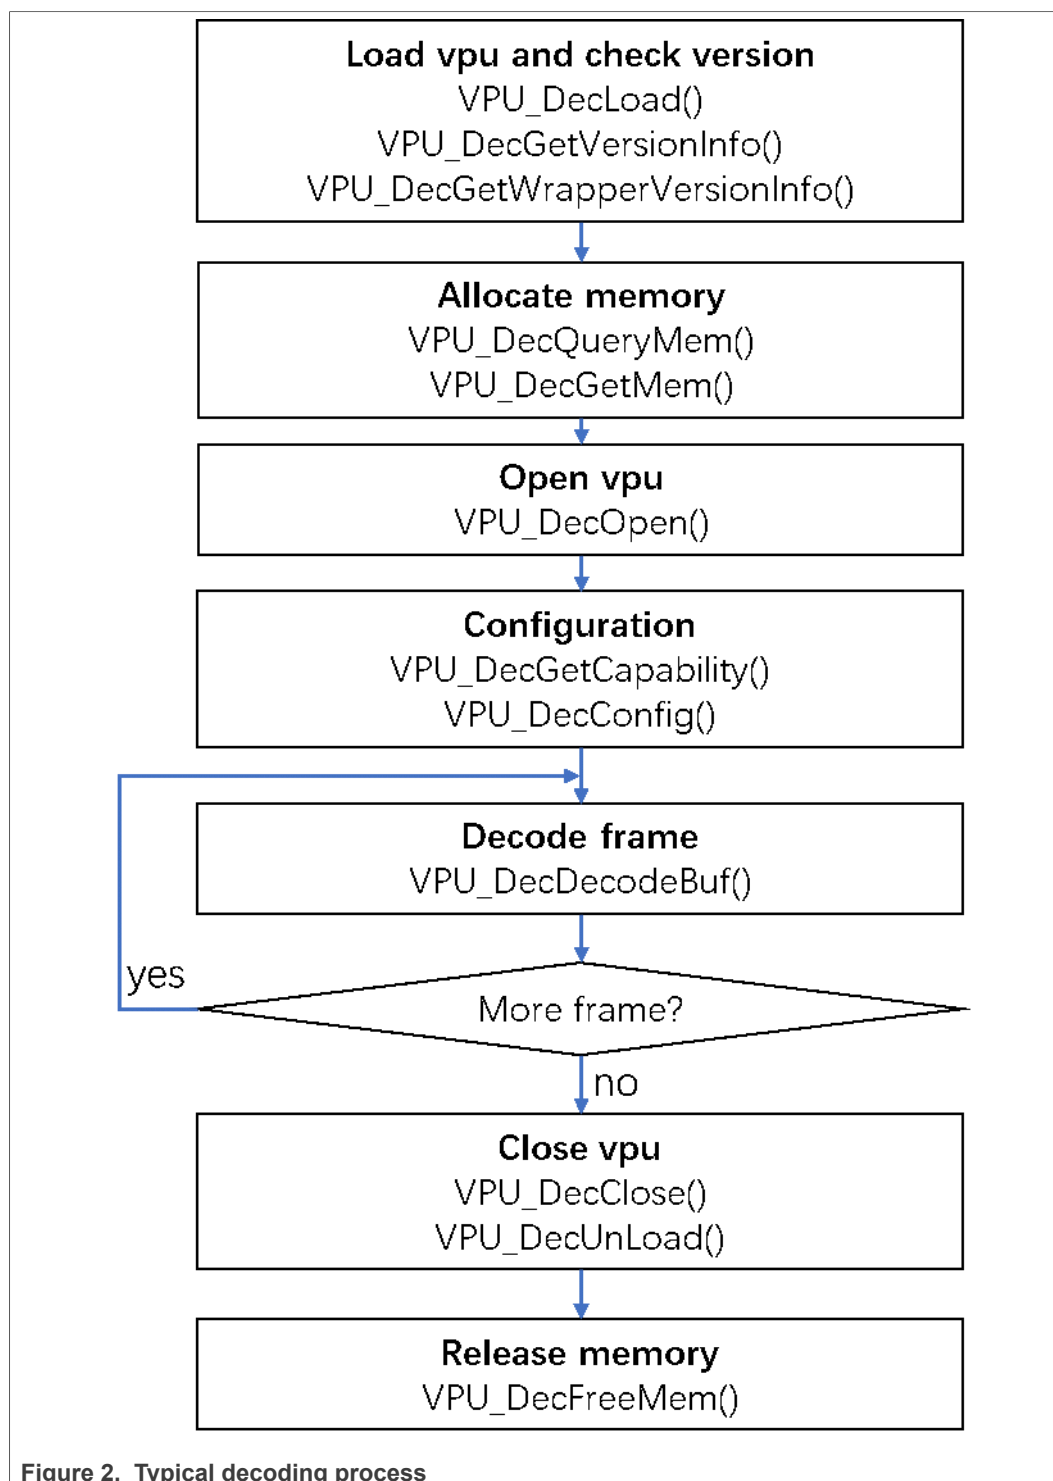 Load vpu and check version
VPU_DecLoad()
VPU_DecGetVersionInfo()
VPU_DecGetWrapperVersionInfo()
Allocate memory
VPU_DecQueryMem()
VPU_DecGetMem()
Open vpu
VPU_DecOpen()
Configuration
VPU_DecGetCapability()
VPU_DecConfig()
Decode frame
VPU_DecDecodeBuf()
yes
More frame?
no
Close vpu
VPU_DecClose()
VPU_DecUnLoad()
Release memory
VPU_DecFreeMem()
Figure 2. Typical decoding process